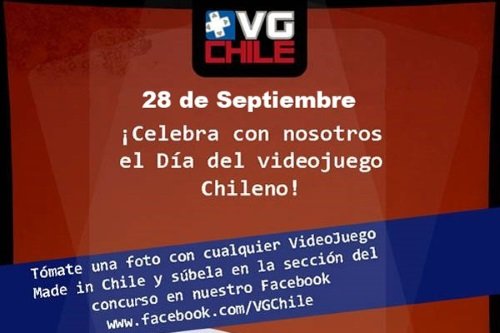 VG
CHILE
28 de Septiembre
¡Celebra con nosotros
el Día del videojuego
Chileno!
Tómate una foto con cualquier VideoJuego
Made in Chile y súbela en la sección del
concurso en nuestro Facebook
www.facebook.com/VGChile